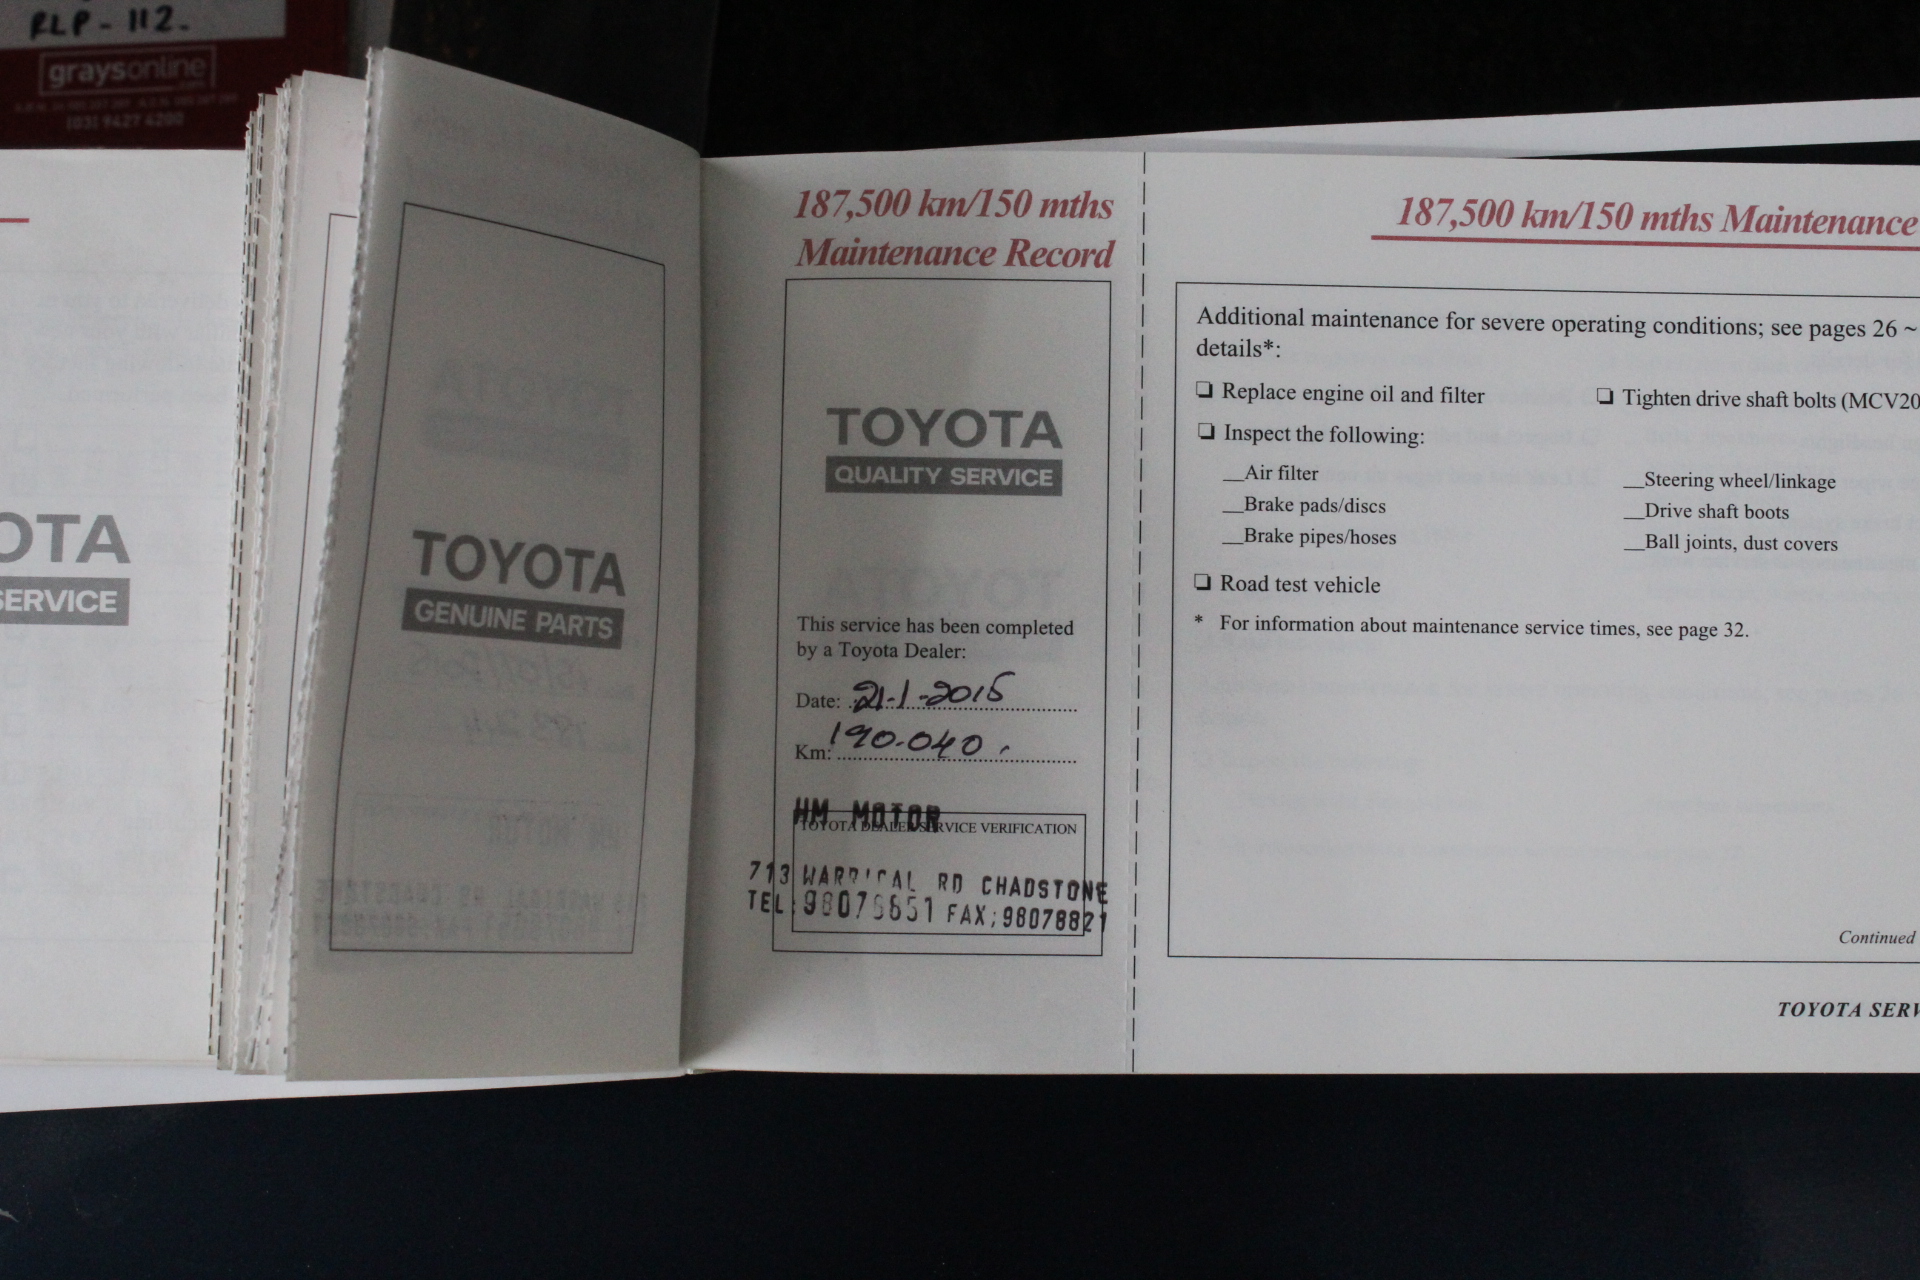 RLP-112.
graysonline
.com
(03) 9427 4200
OTA
SERVICE
TOYOTA
GENUINE PARTS
187,500 km/150 mths
Maintenance Record
TOYOTA
QUALITY SERVICE
This service has been completed
by a Toyota Dealer:
Date: 21-1-2015
Km: 190.040.
HM MOTOR
TOYOTA DEALER SERVICE VERIFICATION
713 WARRIGAL RD CHADSTONE
TEL: FAX;98078821
187,500 km/150 mths Maintenance
Additional maintenance for severe operating conditions; see pages 26 ~
details*:
❏ Replace engine oil and filter
❏ Tighten drive shaft bolts (MCV20
❏ Inspect the following:
__Air filter
__Steering wheel/linkage
__Brake pads/discs
__Drive shaft boots
__Brake pipes/hoses
__Ball joints, dust covers
❏ Road test vehicle
* For information about maintenance service times, see page 32.
Continued
TOYOTA SERV